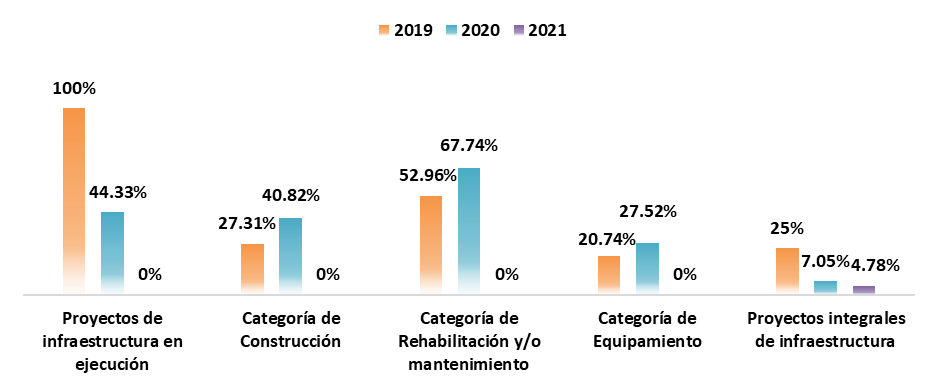 2019 2020 2021
100%
44.33%
0%
27.31%
40.82%
0%
52.96%
67.74%
0%
20.74%
27.52%
0%
25%
7.05%
4.78%
Proyectos de
infraestructura en
ejecución
Categoría de
Construcción
Categoría de
Rehabilitación y/o
mantenimiento
Categoría de
Equipamiento
Proyectos integrales
de infraestructura